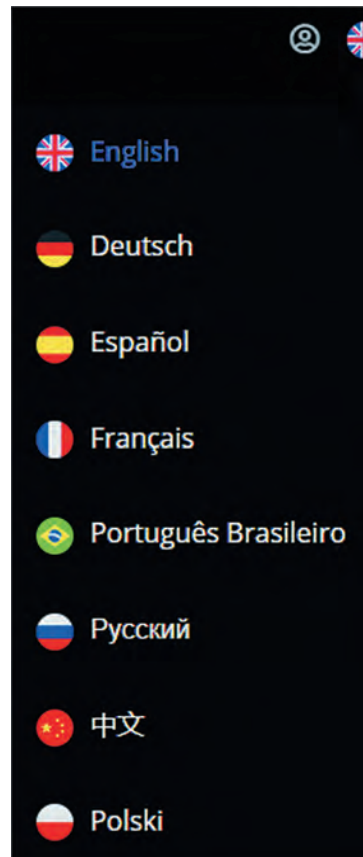 English
Deutsch
Español
Français
Português Brasileiro
Русский
中文
Polski